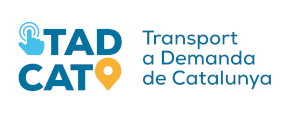 TAD
CAT
Transport
a Demanda
de Catalunya